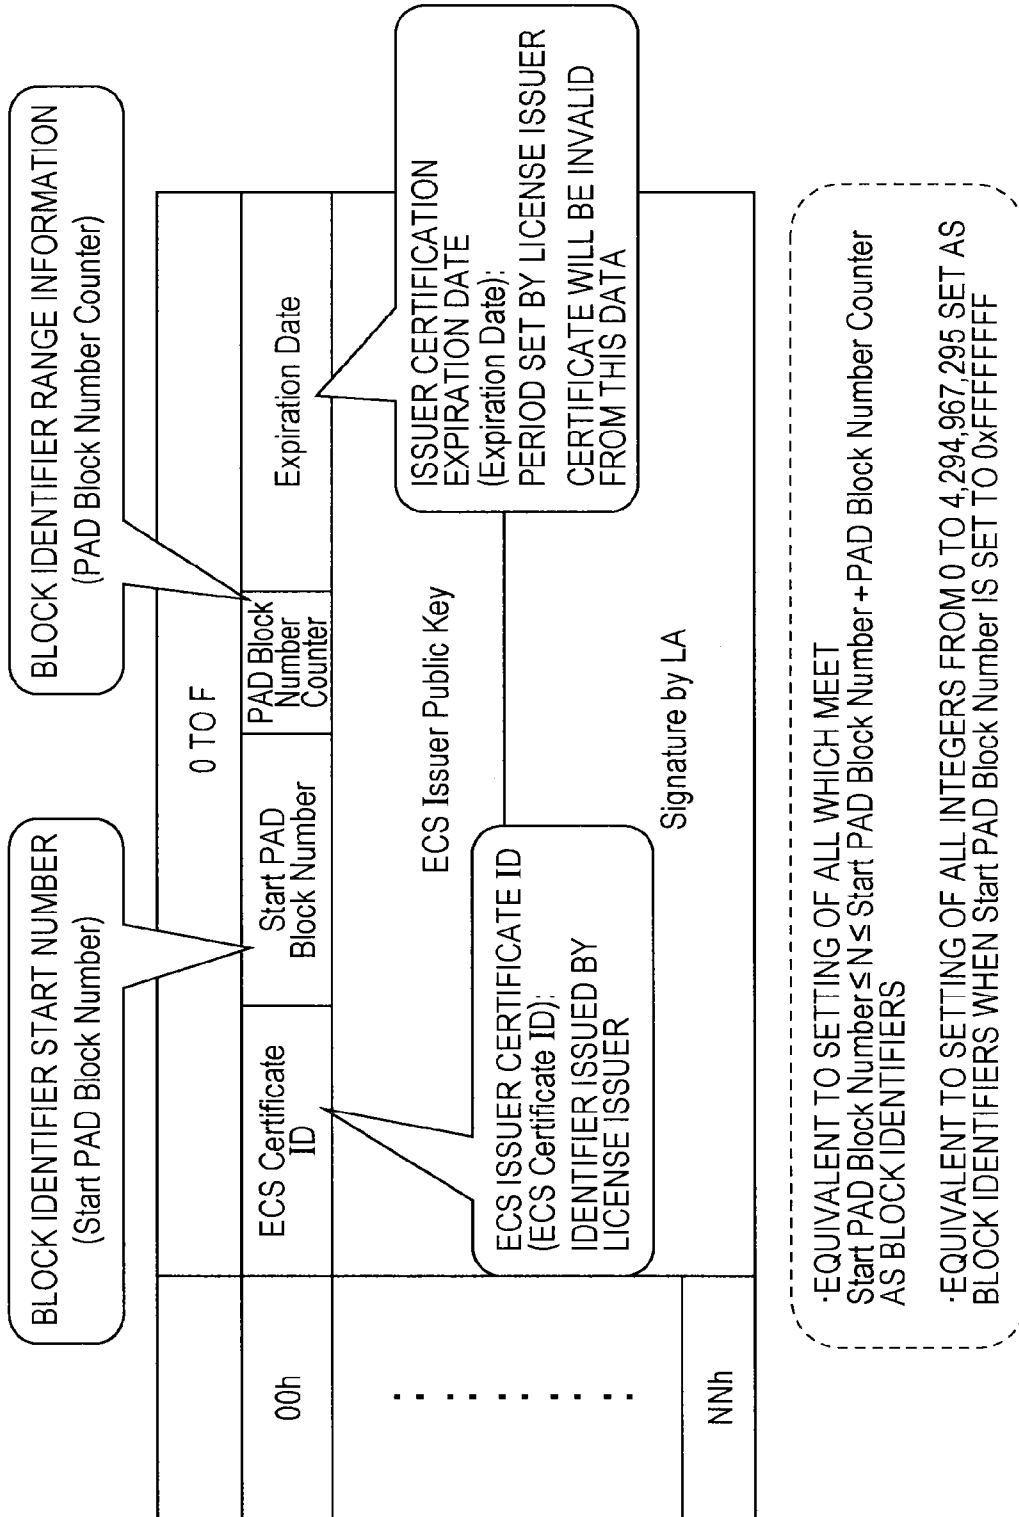 BLOCK IDENTIFIER START NUMBER
(Start PAD Block Number)
BLOCK IDENTIFIER RANGE INFORMATION
(PAD Block Number Counter)
0 TO F
00h
ECS Certificate
ID
Start PAD
Block Number
PAD Block
Number
Counter
Expiration Date
ECS Issuer Public Key
ECS ISSUER CERTIFICATE ID
(ECS Certificate ID):
IDENTIFIER ISSUED BY
LICENSE ISSUER
ISSUER CERTIFICATION
EXPIRATION DATE
(Expiration Date):
PERIOD SET BY LICENSE ISSUER
CERTIFICATE WILL BE INVALID
FROM THIS DATA
Signature by LA
NNh
·EQUIVALENT TO SETTING OF ALL WHICH MEET
Start PAD Block Number ≤ N ≤ Start PAD Block Number + PAD Block Number Counter
AS BLOCK IDENTIFIERS
·EQUIVALENT TO SETTING OF ALL INTEGERS FROM 0 TO 4,294,967,295 SET AS
BLOCK IDENTIFIERS WHEN Start PAD Block Number IS SET TO 0xFFFFFFFF